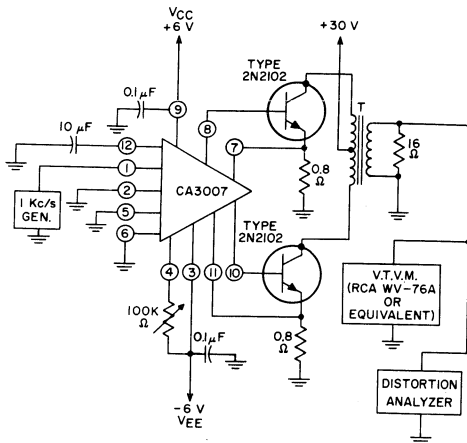 VCC
+6 V
+30 V
TYPE
2N2102
0.1 µF
9
8
T
10 µF
12
7
1
CA3007
0.8
Ω
16
Ω
1 Kc/s
GEN.
2
TYPE
2N2102
5
6
4
3
11
10
V.T.V.M.
(RCA WV-76A
OR
EQUIVALENT)
100K
Ω
0.1 µF
0.8
Ω
-6 V
VEE
DISTORTION
ANALYZER